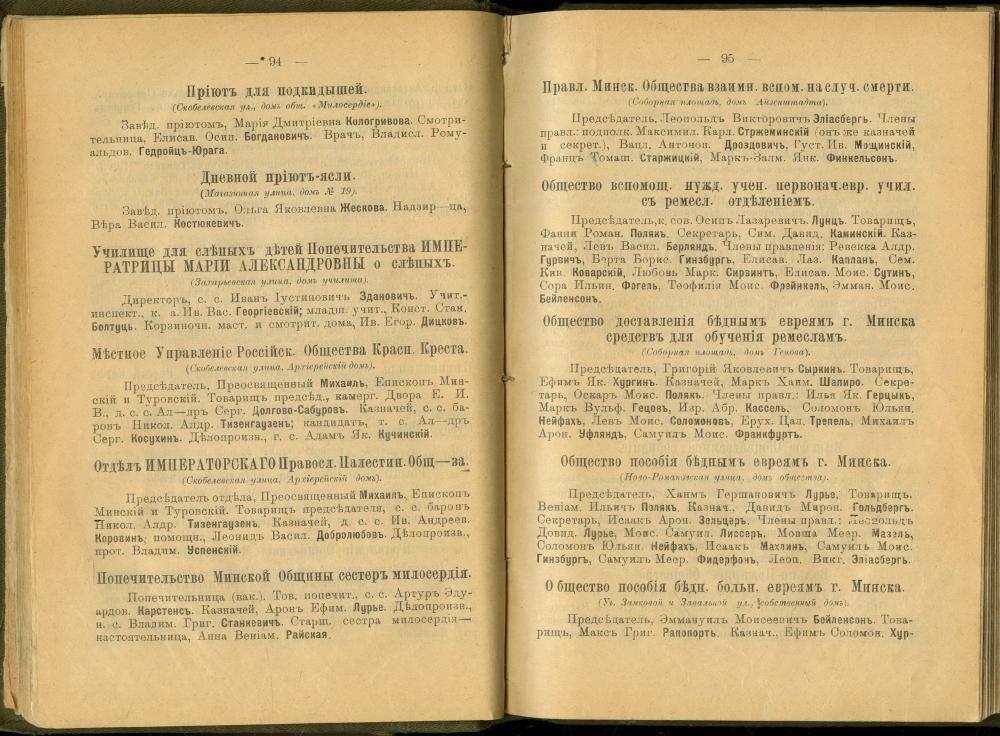 — 94 —
Пріютъ для подкидышей.
(Скобелевская ул., домъ общ. «Милосердіе»).
Завѣд. пріютомъ, Марія Дмитріевна Кологривова. Смотри-
тельница, Елисав. Осип. Богдановичъ. Врачъ, Владисл. Рому-
альдов. Гедройцъ-Юрага.
Дневной пріютъ-ясли.
(Магазинная улица, домъ № 19).
Завѣд. пріютомъ, Ольга Яковлевна Жескова. Надзир—ца,
Вѣра Васил. Костюкевичъ.
Училище для слѣпыхъ дѣтей Попечительства ИМПЕ-
РАТРИЦЫ МАРІИ АЛЕКСАНДРОВНЫ о слѣпыхъ.
(Захарьевская улица, домъ училища).
Директоръ, с. с. Иванъ Іустиновичъ Здановичъ. Учит.-
инспект., к. а. Ив. Вас. Георгіевскій; младш. учит., Конст. Стан.
Болтуць. Корзиночн. маст. и смотрит. дома, Ив. Егор. Дицковъ.
Мѣстное Управленіе Россійск. Общества Красн. Креста.
(Скобелевская улица, Архіерейскій домъ).
Предсѣдатель, Преосвященный Михаилъ, Епископъ Мин-
скій и Туровскій. Товарищъ предсѣд., камерг. Двора Е. И.
В., д. с. с. Ал—дръ Серг. Долгово-Сабуровъ. Казначей, с. с. ба-
ронъ Никол. Алдр. Тизенгаузенъ; кандидатъ, т. с. Ал—дръ
Серг. Косухинъ. Дѣлопроизн., г. с. Адамъ Як. Кучинскій.
Отдѣлъ ИМПЕРАТОРСКАГО Правосл. Палестин. Общ—за.
(Скобелевская улица, Архіерейскій домъ).
Предсѣдатель отдѣла, Преосвященный Михаилъ, Епископъ
Минскій и Туровскій. Товарищъ предсѣдателя, с. с. баронъ
Никол. Алдр. Тизенгаузенъ. Казначей, д. с. с. Ив. Андреев.
Коровинъ; помощн., Леонидъ Васил. Добролюбовъ. Дѣлопроизв.,
прот. Владим. Успенскій.
Попечительство Минской Общины сестеръ милосердія.
Попечительница (вак.). Тов. попечит., с. с. Артуръ Эду-
ардов. Карстенсъ. Казначей, Аронъ Ефим. Лурье. Дѣлопроизв.,
н. с. Владим. Григ. Станкевичъ. Старш. сестра милосердія—
настоятельница, Анна Веніам. Райская.
— 95 —
Правл. Минск. Общества взаимн. вспом. на случ. смерти.
(Соборная площадь, домъ Айзенштадта).
Предсѣдатель, Леопольдъ Викторовичъ Эліасбергъ. Члены
правл.: подполк. Максимил. Карл. Стржеминскій (онъ же казначей
и секрет.), Вацл. Антонон. Дроздовичъ, Густ. Ив. Мощинскій,
Францъ Томаш. Старжицкій, Маркъ-Залм. Янк. Финкельсонъ.
Общество вспомощ. нужд. учен. первонач. евр. учил.
съ ремесл. отдѣленіемъ.
Предсѣдатель, к. сов. Осипъ Лазаревичъ. Лунцъ. Товарищъ,
Фанни Роман. Полякъ. Секретарь, Сим. Давид. Каминскій. Каз-
начей, Левъ Васил. Берляндъ. Члены правленія: Ревекка Алдр.
Гурвичъ, Берта Борис. Гинзбургъ, Елисав. Лаз. Капланъ, Сем.
Кив. Коварскій, Любовь Марк. Сирвинтъ, Елисав. Моис. Сутинъ,
Сора Ильин. Фогель, Теофилія Моис. Фрейнкель, Эмман. Моис.
Бейленсонъ.
Общество доставленія бѣднымъ евреямъ г. Минска
средствъ для обученія ремесламъ.
(Соборная площадь, домъ Гецова).
Предсѣдатель, Григорій Яковлевичъ Сыркинъ. Товарищъ,
Ефимъ Як. Хургинъ. Казначей, Маркъ Хаим. Шапиро. Секре-
тарь, Оскаръ Моис. Полякъ. Члены правл.: Илья Як. Герцыкъ,
Маркъ Вульф. Гецовъ, Изр. Абр. Кассель, Соломонъ Юльян.
Нейфахъ, Левъ Моис. Соломоновъ, Ерух. Цал. Трепель, Михаилъ
Арон. Уфляндъ, Самуилъ Моис. Франкфуртъ.
Общество пособія бѣднымъ евреямъ г. Минска.
(Ново-Романовская улица, домъ общества).
Предсѣдатель, Хаимъ Гершановичъ Лурье. Товарищъ.
Веніам. Ильичъ Полякъ. Казнач., Давидъ Мирон. Гольдбергъ.
Секретарь, Исаакъ Арон. Зельцеръ. Члены правл.: Леопольдъ
Довид. Лурье, Моис. Самуил. Лиссеръ. Мовша Меер. Мазель,
Соломонъ Юльян. Нейфахъ, Исаакъ Махлинъ, Самуилъ Моис.
Гинзбургъ, Самуилъ Меер. Фидерфонъ, Леоп. Викт. Эліасбергъ.
Общество пособія бѣдн. больн. евреямъ г. Минска.
(Уг. Замковой и Завальной ул., собственный домъ).
Предсѣдатель, Эммануилъ Моисеевичъ Бейленсонъ. Това-
рищъ, Максъ Григ. Рапопортъ. Казнач., Ефимъ Соломон. Хур-